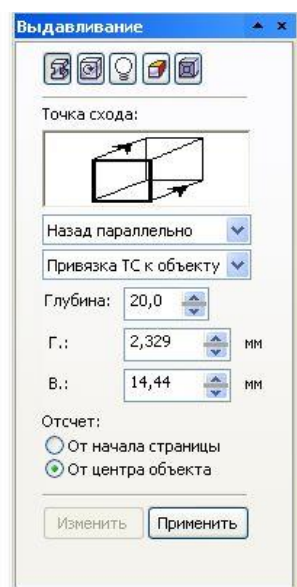 Выдавливание
Точка схода:
Назад параллельно
Привязка ТС к объекту
Глубина: 20,0
Г.: 2,329 мм
В.: 14,44 мм
Отсчет:
От начала страницы
От центра объекта
Изменить Применить